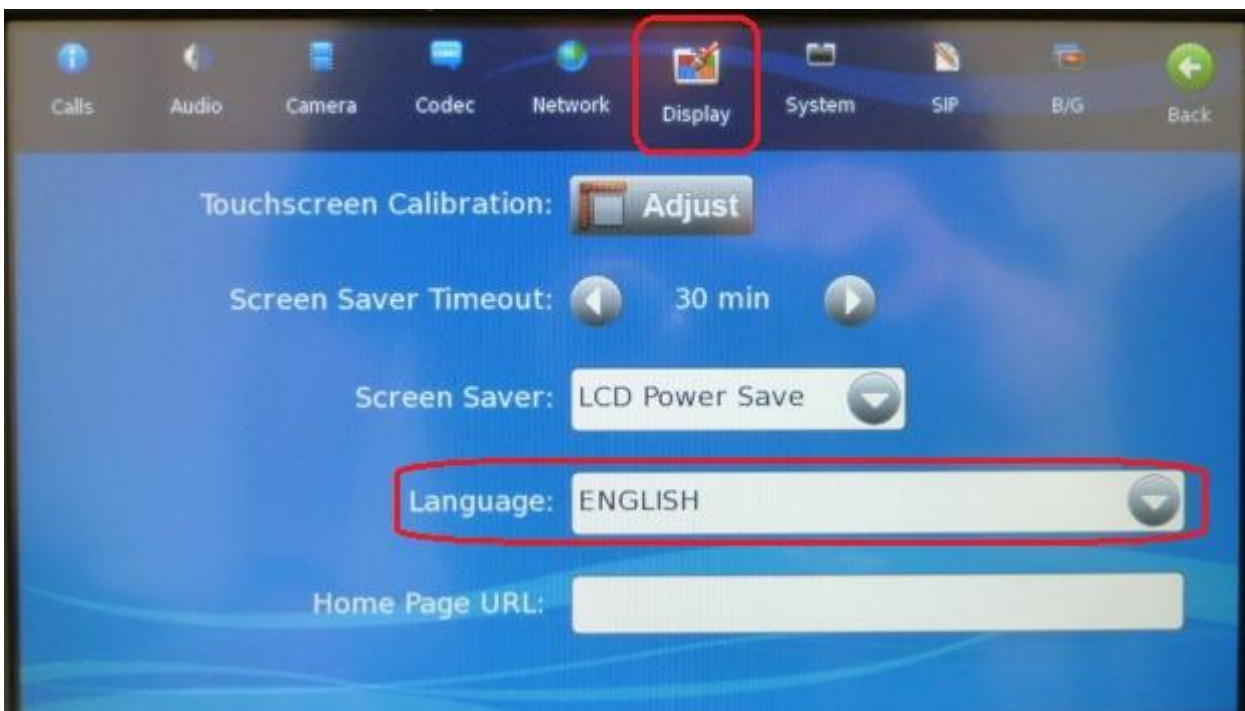 Calls Audio Camera Codec Network Display System SIP B/G Back
Touchscreen Calibration: Adjust
Screen Saver Timeout: 30 min
Screen Saver: LCD Power Save
Language: ENGLISH
Home Page URL: